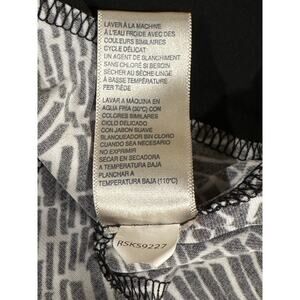 LAVER À LA MACHINE
À L'EAU FROIDE AVEC DES
COULEURS SIMILAIRES
CYCLE DÉLICAT
UN AGENT DE BLANCHIMENT
SANS CHLORE SI BESOIN
SÉCHER AU SÈCHE-LINGE
À BASSE TEMPÉRATURE
PER TIÈDE
LAVAR A MÁQUINA EN
AGUA FRÍA (30°C) CON
COLORES SIMILARES
CICLO DELICADO
CON JABON SUAVE
BLANQUEADOR SIN CLORO
CUANDO SEA NECESARIO
NO EXPRIMIR
SECAR EN SECADORA
A TEMPERATURA BAJA
PLANCHAR A
TEMPERATURA BAJA (110°C)
RSKS9227